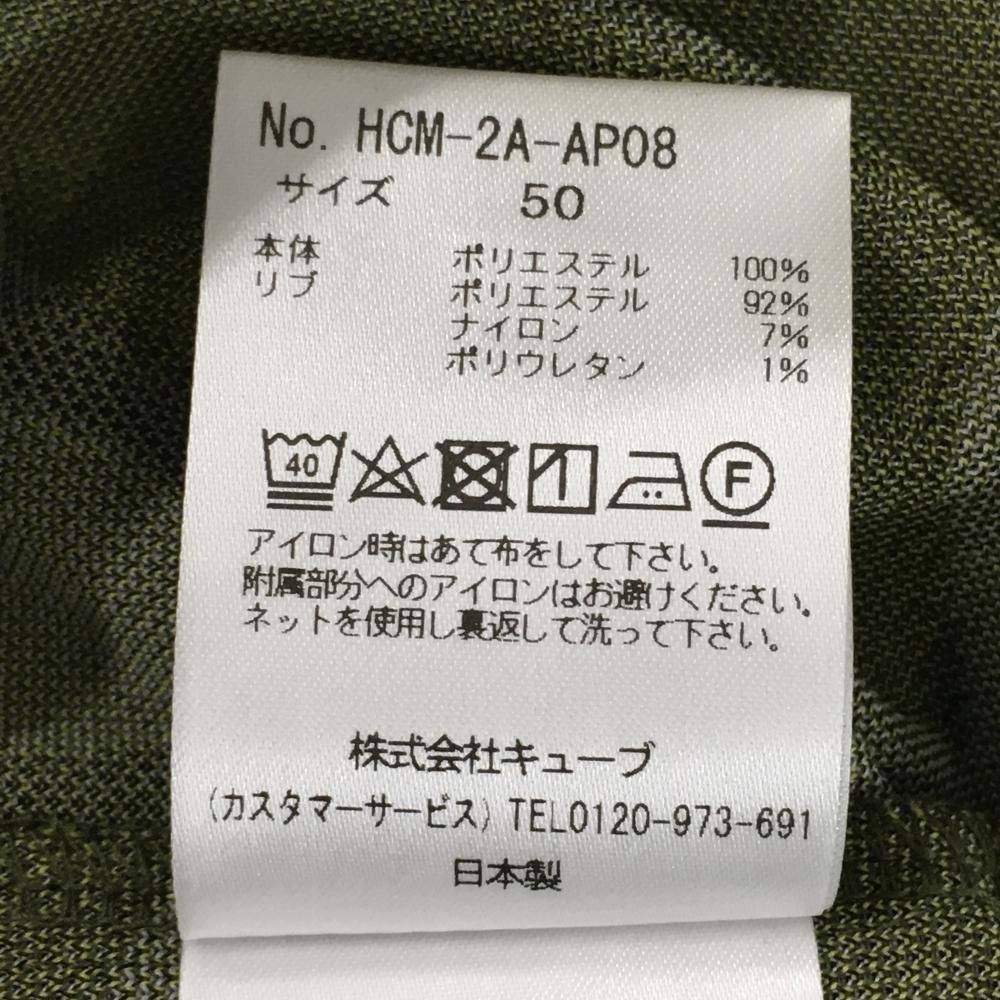 No. HCM-2A-AP08
サイズ 50
本体 ポリエステル 100%
リブ ポリエステル 92%
ナイロン 7%
ポリウレタン 1%
40 F
アイロン時はあて布をして下さい。
附属部分へのアイロンはお避けください。
ネットを使用し裏返して洗って下さい。
株式会社キューブ
(カスタマーサービス) TEL0120-973-691
日本製